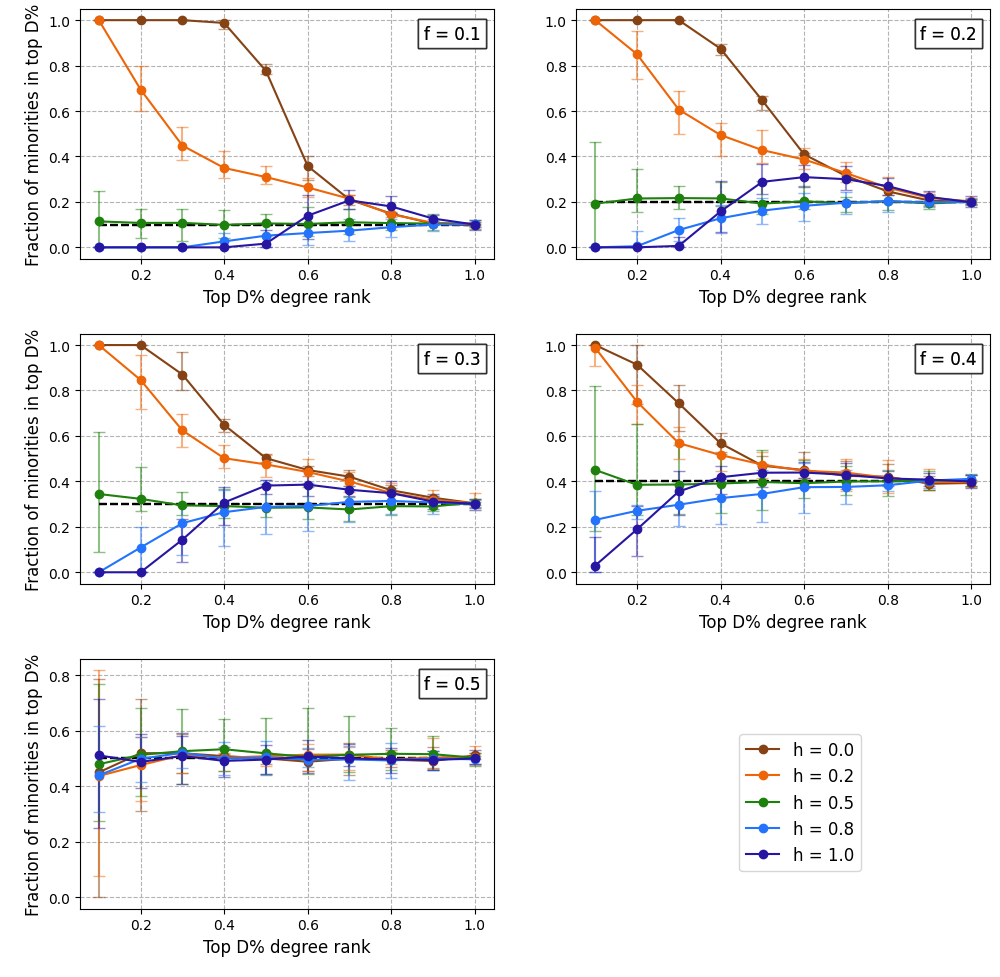 Fraction of minorities in top D%
1.0
0.8
0.6
0.4
0.2
0.0
f = 0.1
0.2 0.4 0.6 0.8 1.0
Top D% degree rank
1.0
0.8
0.6
0.4
0.2
0.0
f = 0.2
0.2 0.4 0.6 0.8 1.0
Top D% degree rank
Fraction of minorities in top D%
1.0
0.8
0.6
0.4
0.2
0.0
f = 0.3
0.2 0.4 0.6 0.8 1.0
Top D% degree rank
1.0
0.8
0.6
0.4
0.2
0.0
f = 0.4
0.2 0.4 0.6 0.8 1.0
Top D% degree rank
Fraction of minorities in top D%
0.8
0.6
0.4
0.2
0.0
f = 0.5
0.2 0.4 0.6 0.8 1.0
Top D% degree rank
h = 0.0
h = 0.2
h = 0.5
h = 0.8
h = 1.0